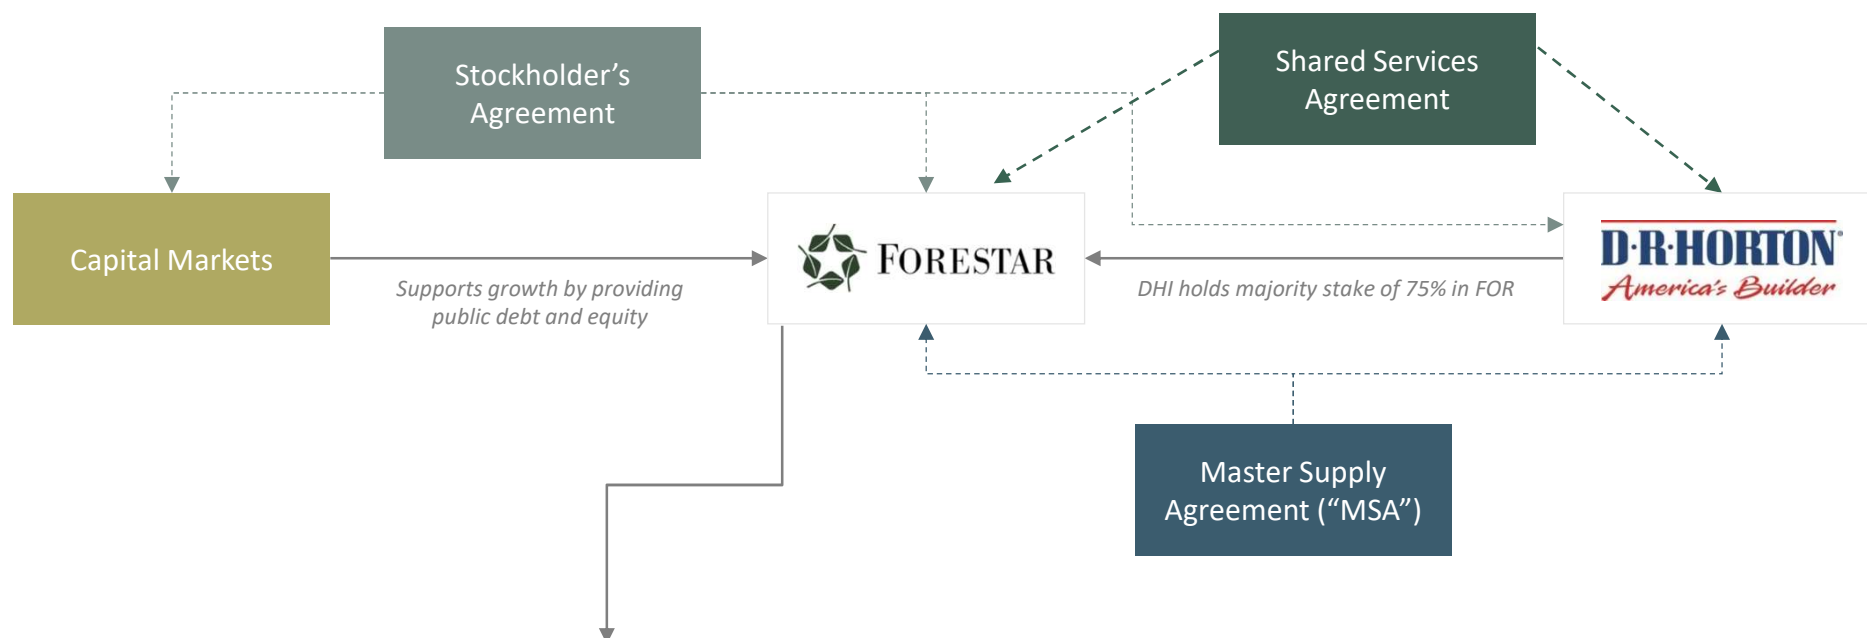 Stockholder’s
Agreement
Shared Services
Agreement
Capital Markets
Supports growth by providing
public debt and equity
FORESTAR
DHI holds majority stake of 75% in FOR
D·R·HORTON®
America's Builder
Master Supply
Agreement (“MSA”)